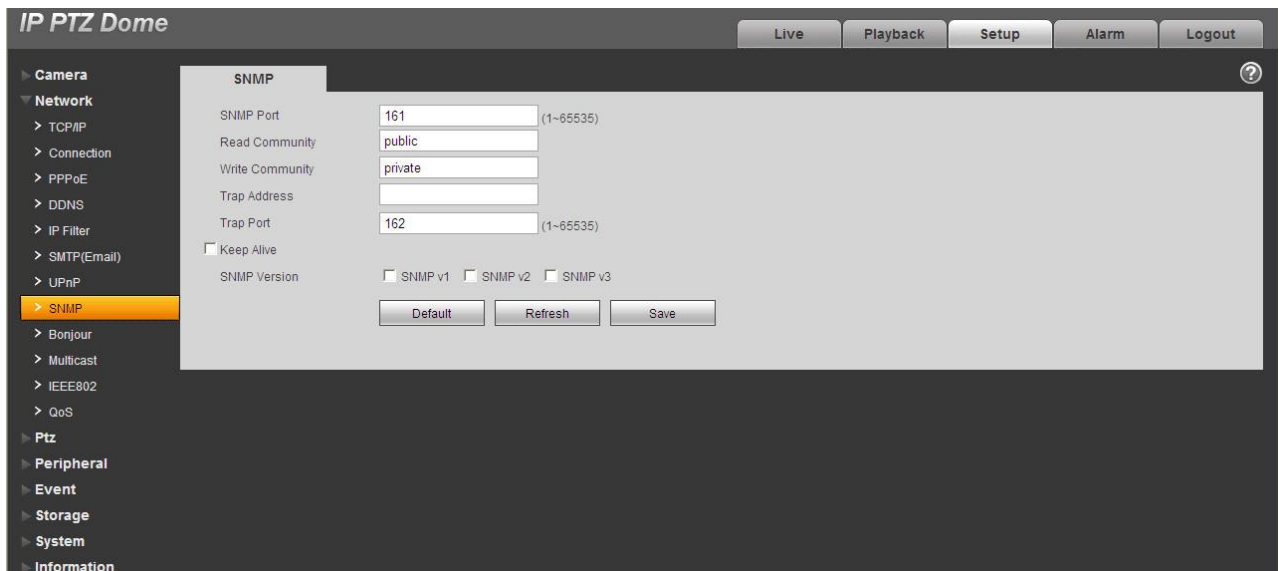 IP PTZ Dome
Live Playback Setup Alarm Logout
Camera
Network
> TCP/IP
> Connection
> PPPoE
> DDNS
> IP Filter
> SMTP(Email)
> UPnP
> SNMP
> Bonjour
> Multicast
> IEEE802
> QoS
Ptz
Peripheral
Event
Storage
System
Information
SNMP
?
SNMP Port 161 (1~65535)
Read Community public
Write Community private
Trap Address
Trap Port 162 (1~65535)
Keep Alive
SNMP Version SNMP v1 SNMP v2 SNMP v3
Default Refresh Save